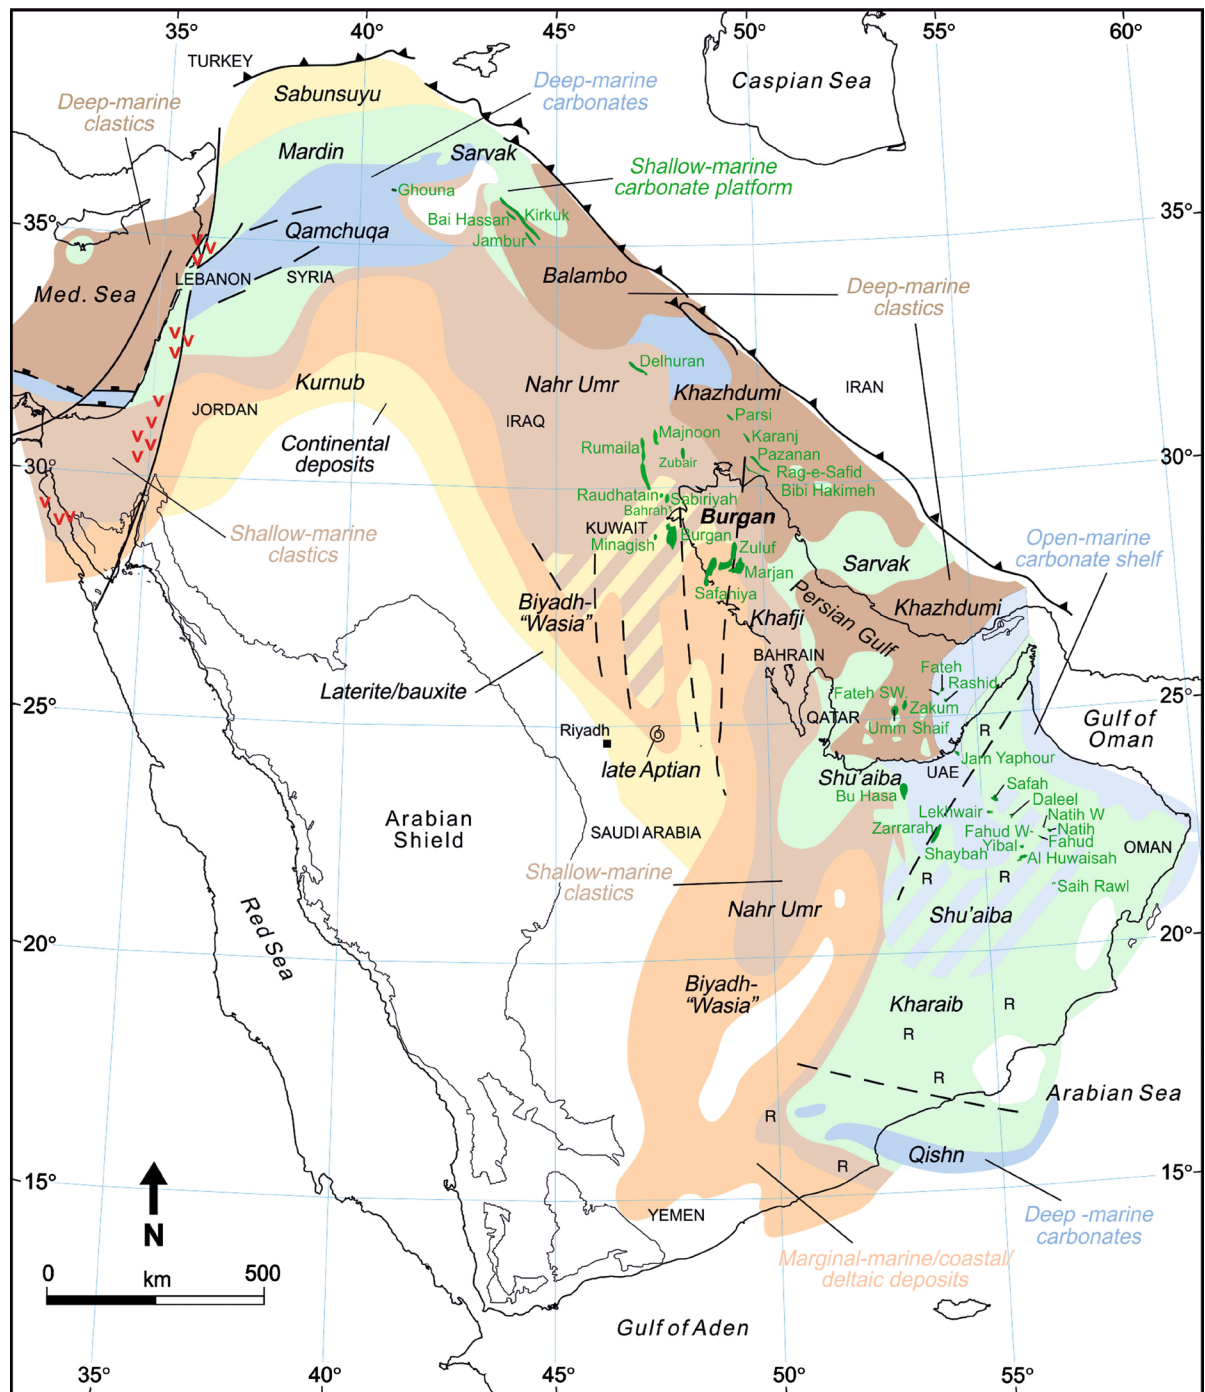 35°
40°
45°
50°
55°
60°
TURKEY
Caspian Sea
Sabunsuyu
Deep-marine
carbonates
Deep-marine
clastics
Mardin
Sarvak
Shallow-marine
carbonate platform
Ghouna
Bai Hassan
Kirkuk
Jambur
35°
35°
Qamchuqa
LEBANON
SYRIA
Balambo
Med. Sea
Deep-marine
clastics
V
V
V
V
V
V
Delhuran
Kurnub
Nahr Umr
Khazhdumi
IRAN
JORDAN
IRAQ
V
V
V
V
V
Parsi
Continental
deposits
Majnoon
Karanj
Rumaila
Zubair
Pazanan
30°
30°
Rag-e-Safid
Bibi Hakimeh
Raudhatain
Sabiriyah
Bahrah
V
V
V
Burgan
Shallow-marine
clastics
KUWAIT
Burgan
Minagish
Zuluf
Marjan
Safaniya
Sarvak
Open-marine
carbonate shelf
Biyadh-
“Wasia”
Khafji
Persian Gulf
Khazhdumi
BAHRAIN
Laterite/bauxite
Fateh
Rashid
Fateh SW.
Zakum
25°
25°
Riyadh
QATAR
Umm Shaif
R
Gulf of
Oman
late Aptian
Jarn Yaphour
Shu’aiba
UAE
Bu Hasa
Safah
Daleel
Arabian
Shield
SAUDI ARABIA
Lekhwair
Natih W
Zarrarah
Fahud W
Natih
Fahud
Yibal
OMAN
Shaybah
Al Huwaisah
Shallow-marine
clastics
R
R
Saih Rawl
Nahr Umr
Shu’aiba
20°
20°
Red Sea
Biyadh-
“Wasia”
Kharaib
R
R
R
Arabian Sea
R
Qishn
R
15°
15°
N
YEMEN
Deep -marine
carbonates
Marginal-marine/coastal/
deltaic deposits
0
km
500
Gulf of Aden
35°
40°
45°
50°
55°